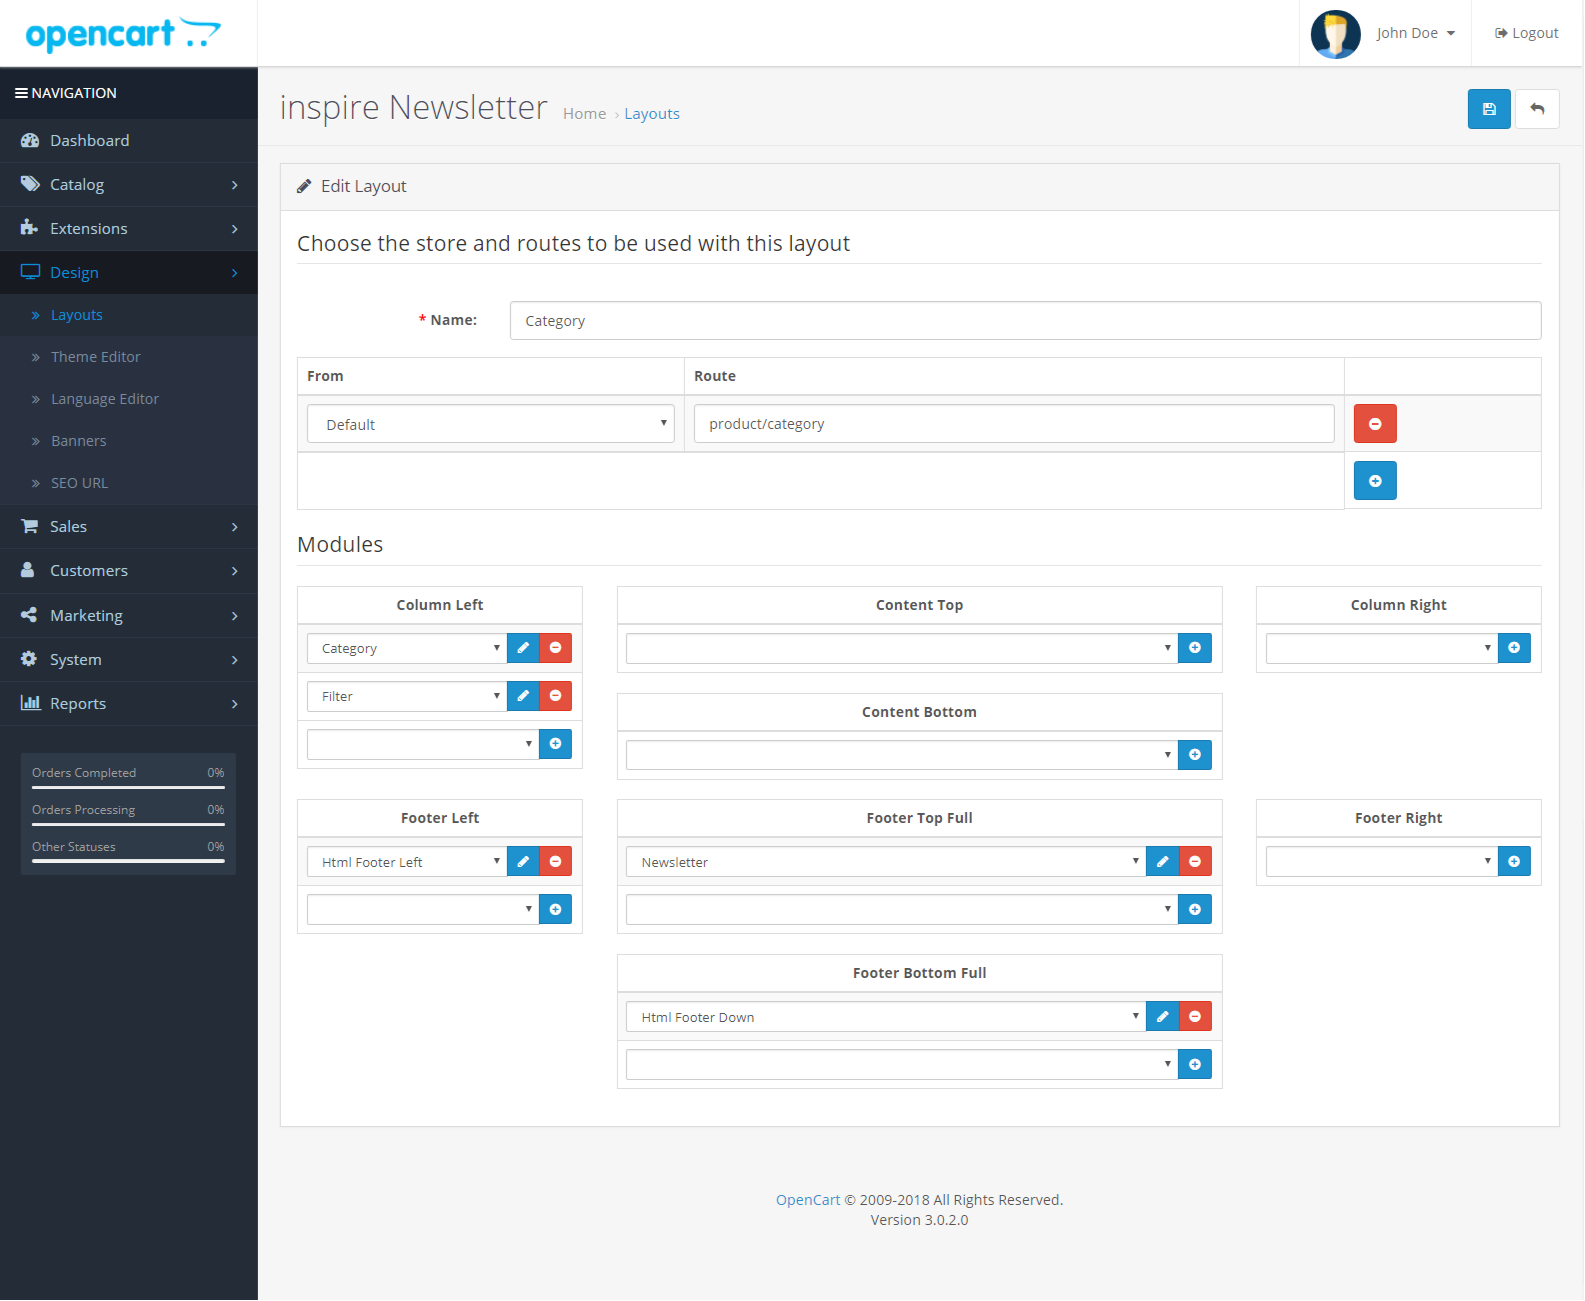 opencart
John Doe
Logout
NAVIGATION
Dashboard
Catalog
Extensions
Design
Layouts
Theme Editor
Language Editor
Banners
SEO URL
Sales
Customers
Marketing
System
Reports
Orders Completed 0%
Orders Processing 0%
Other Statuses 0%
inspire Newsletter Home › Layouts
Edit Layout
Choose the store and routes to be used with this layout
* Name: Category
From Route
Default product/category
Modules
Column Left
Category
Filter
Content Top
Content Bottom
Column Right
Footer Left
Html Footer Left
Footer Top Full
Newsletter
Footer Right
Footer Bottom Full
Html Footer Down
OpenCart © 2009-2018 All Rights Reserved.
Version 3.0.2.0